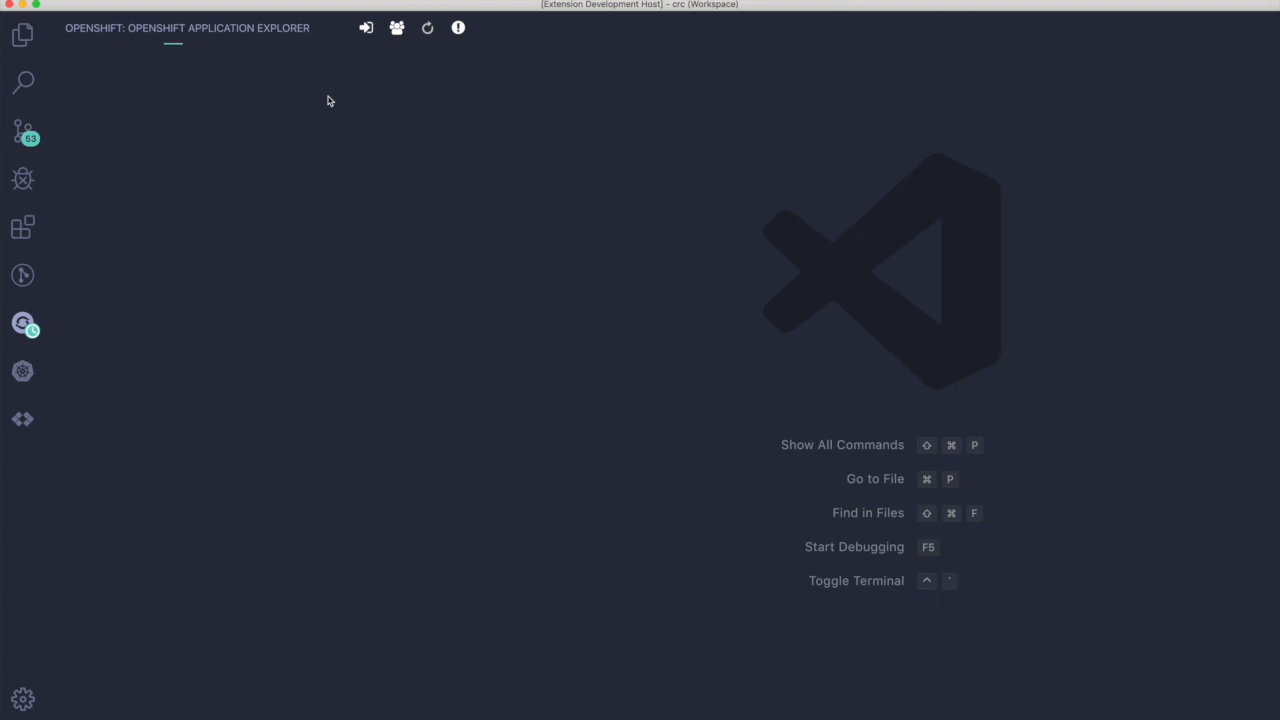 [Extension Development Host] - crc (Workspace)
OPENSHIFT: OPENSHIFT APPLICATION EXPLORER
53
Show All Commands ⇧ ⌘ P
Go to File ⌘ P
Find in Files ⇧ ⌘ F
Start Debugging F5
Toggle Terminal ^ `